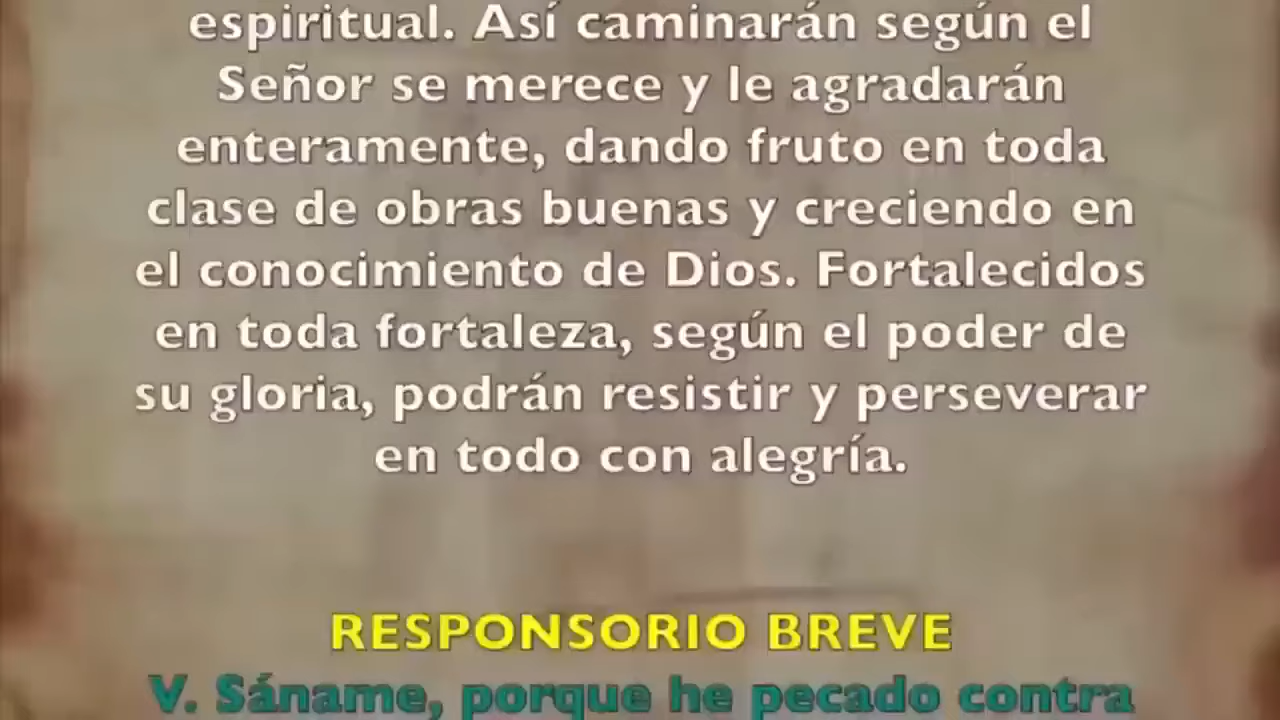 espiritual. Así caminarán según el
Señor se merece y le agradarán
enteramente, dando fruto en toda
clase de obras buenas y creciendo en
el conocimiento de Dios. Fortalecidos
en toda fortaleza, según el poder de
su gloria, podrán resistir y perseverar
en todo con alegría.
RESPONSORIO BREVE
V. Sáname, porque he pecado contra